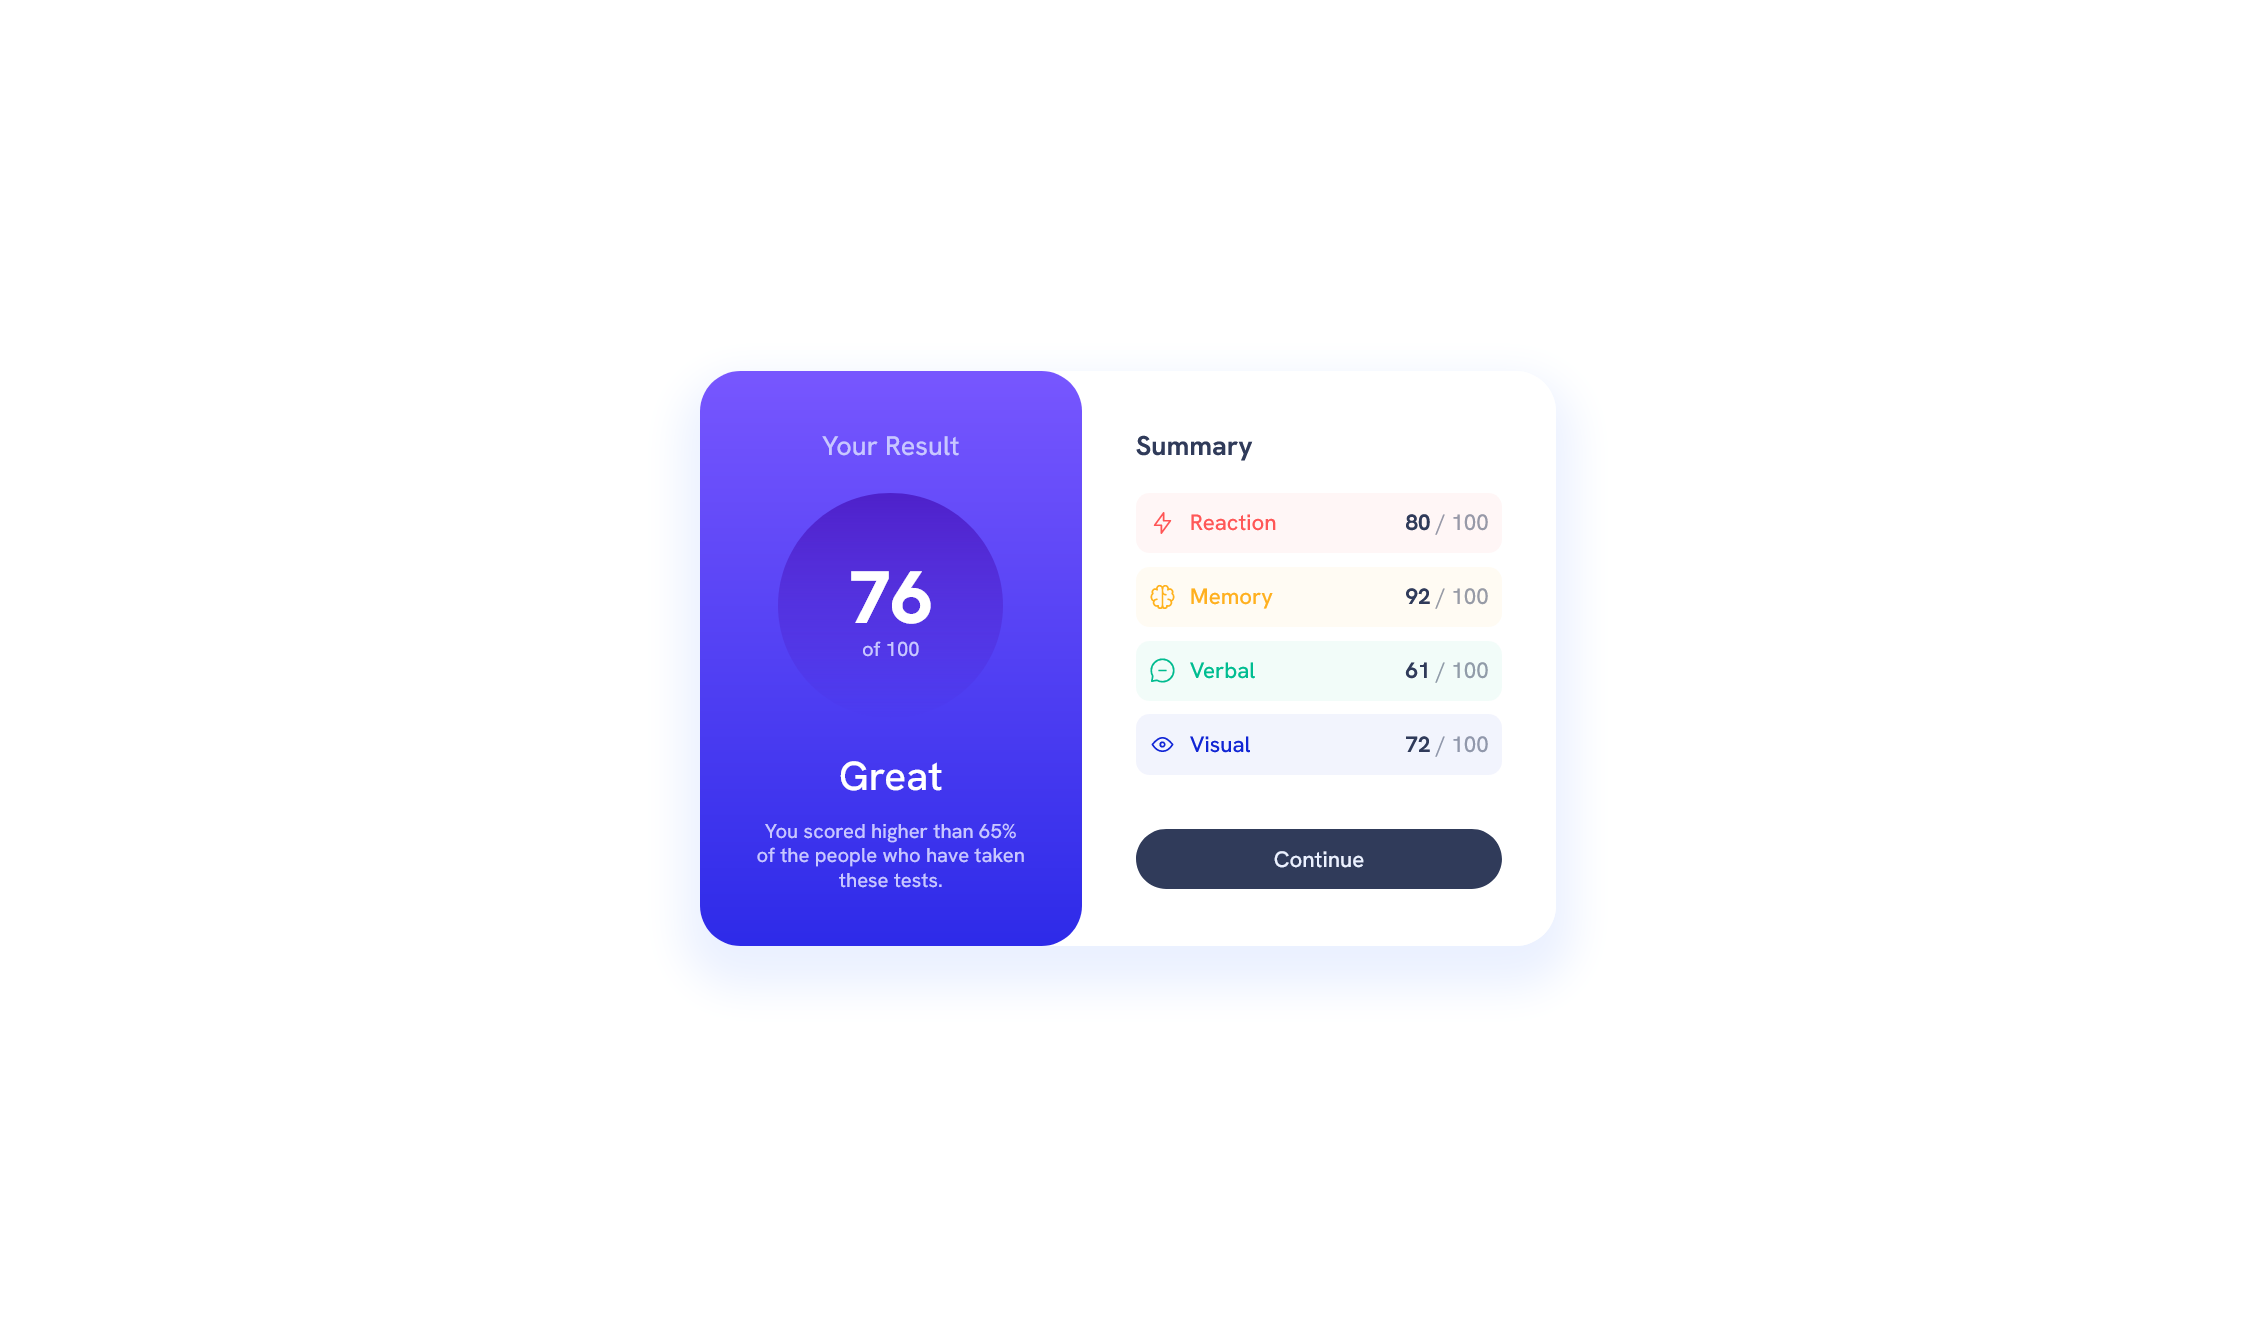 Your Result
76
of 100
Great
You scored higher than 65%
of the people who have taken
these tests.
Summary
Reaction 80 / 100
Memory 92 / 100
Verbal 61 / 100
Visual 72 / 100
Continue